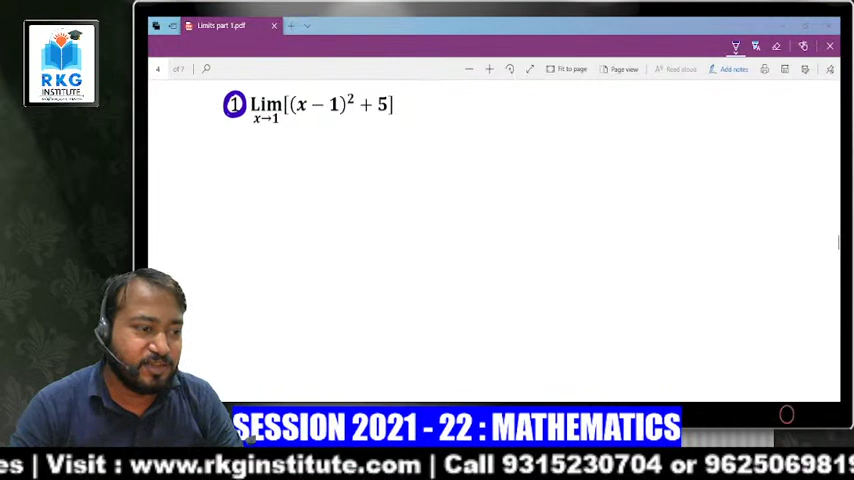 RKG
INSTITUTE
Limits part 1.pdf
4 of 7
Fit to page
Page view
Read aloud
Add notes
1 Lim[(x − 1)² + 5]
x→1
SESSION 2021 - 22 : MATHEMATICS
es | Visit : www.rkginstitute.com | Call 9315230704 or 9625069819